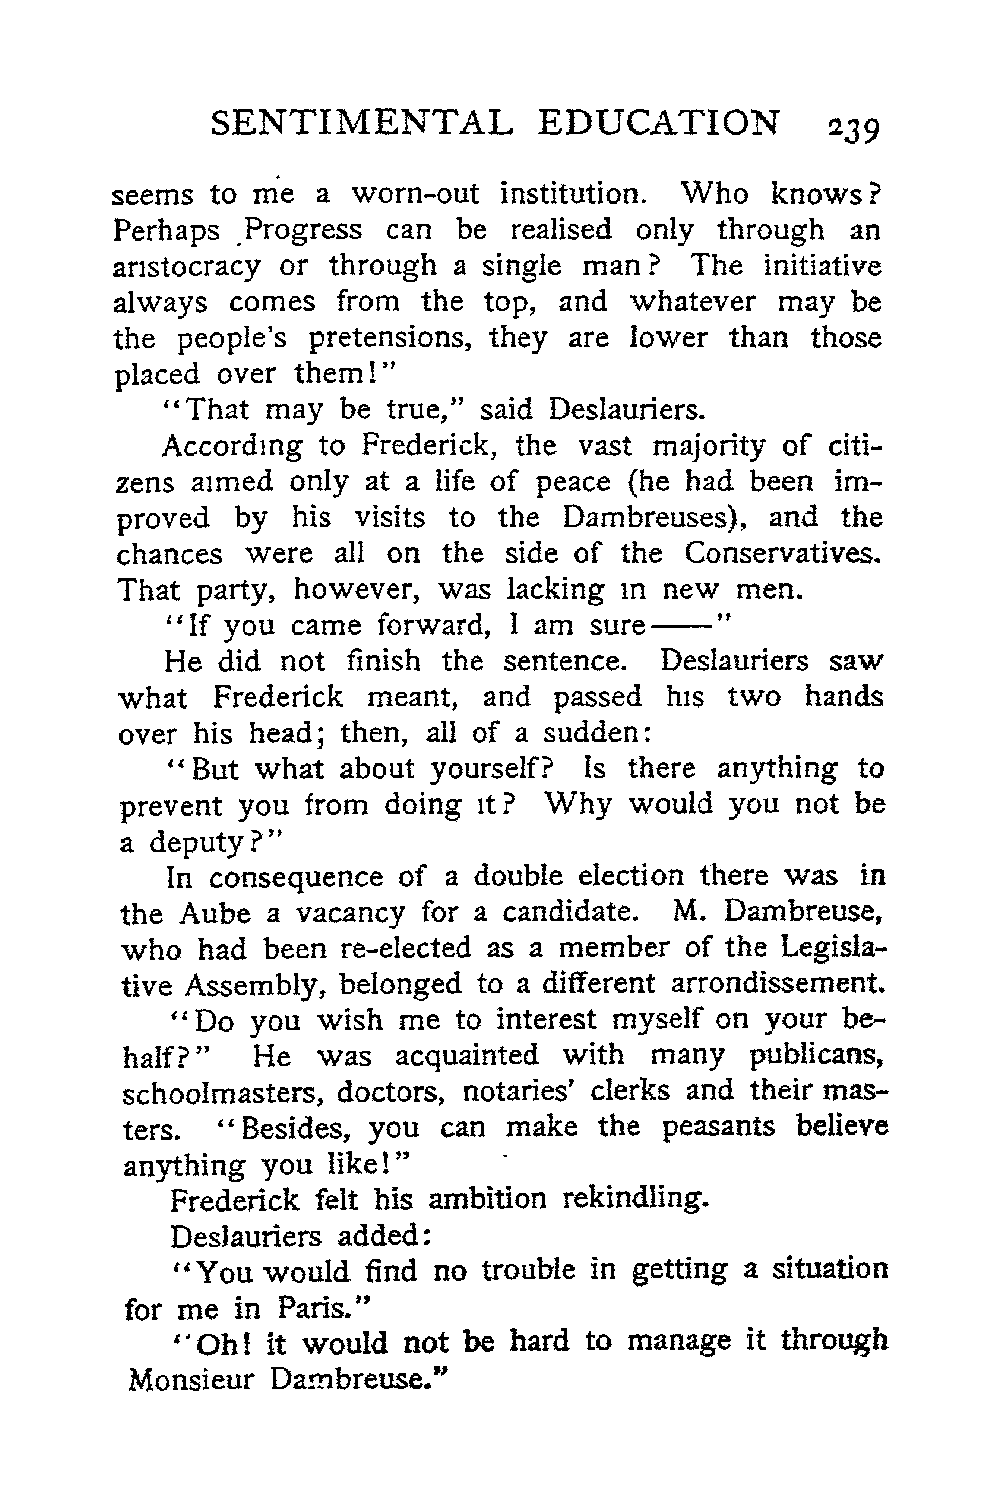 SENTIMENTAL EDUCATION 239
seems to me a worn-out institution. Who knows?
Perhaps Progress can be realised only through an
aristocracy or through a single man? The initiative
always comes from the top, and whatever may be
the people's pretensions, they are lower than those
placed over them!"
"That may be true," said Deslauriers.
According to Frederick, the vast majority of citi-
zens aimed only at a life of peace (he had been im-
proved by his visits to the Dambreuses), and the
chances were all on the side of the Conservatives.
That party, however, was lacking in new men.
"If you came forward, I am sure——"
He did not finish the sentence. Deslauriers saw
what Frederick meant, and passed his two hands
over his head; then, all of a sudden:
"But what about yourself? Is there anything to
prevent you from doing it? Why would you not be
a deputy?"
In consequence of a double election there was in
the Aube a vacancy for a candidate. M. Dambreuse,
who had been re-elected as a member of the Legisla-
tive Assembly, belonged to a different arrondissement.
"Do you wish me to interest myself on your be-
half?" He was acquainted with many publicans,
schoolmasters, doctors, notaries' clerks and their mas-
ters. "Besides, you can make the peasants believe
anything you like!"
Frederick felt his ambition rekindling.
Deslauriers added:
"You would find no trouble in getting a situation
for me in Paris."
"Oh! it would not be hard to manage it through
Monsieur Dambreuse."